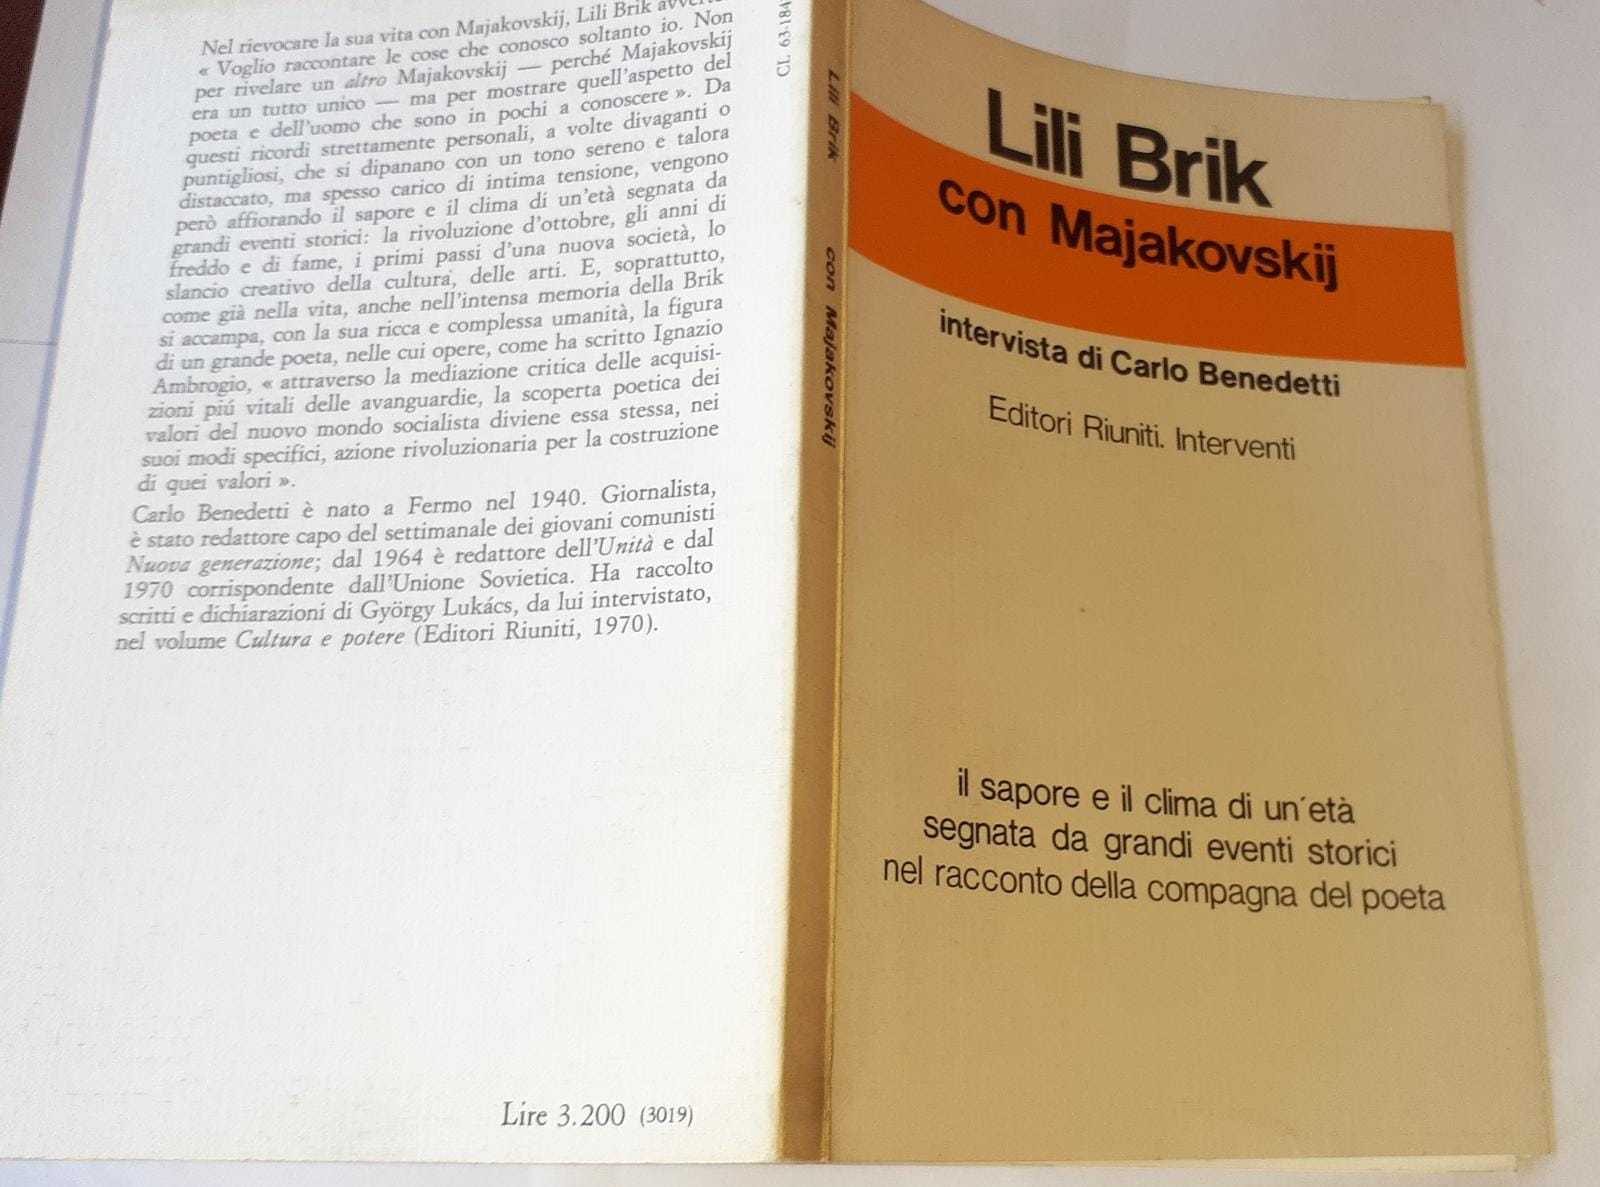 Nel rievocare la sua vita con Majakovskij, Lili Brik
« Voglio raccontare le cose che conosco soltanto io. Non
per rivelare un altro Majakovskij — perché Majakovskij
era un tutto unico — ma per mostrare quell'aspetto del
poeta e dell'uomo che sono in pochi a conoscere ». Da
questi ricordi strettamente personali, a volte divaganti o
puntigliosi, che si dipanano con un tono sereno e talora
distaccato, ma spesso carico di intima tensione, vengono
però affiorando il sapore e il clima di un'età segnata da
grandi eventi storici: la rivoluzione d'ottobre, gli anni di
freddo e di fame, i primi passi d'una nuova società, lo
slancio creativo della cultura, delle arti. E, soprattutto,
come già nella vita, anche nell'intensa memoria della Brik
si accampa, con la sua ricca e complessa umanità, la figura
di un grande poeta, nelle cui opere, come ha scritto Ignazio
Ambrogio, « attraverso la mediazione critica delle acquisi-
zioni piú vitali delle avanguardie, la scoperta poetica dei
valori del nuovo mondo socialista diviene essa stessa, nei
suoi modi specifici, azione rivoluzionaria per la costruzione
di quei valori ».
Carlo Benedetti è nato a Fermo nel 1940. Giornalista,
è stato redattore capo del settimanale dei giovani comunisti
Nuova generazione; dal 1964 è redattore dell'Unità e dal
1970 corrispondente dall'Unione Sovietica. Ha raccolto
scritti e dichiarazioni di György Lukács, da lui intervistato,
nel volume Cultura e potere (Editori Riuniti, 1970).
Lire 3.200 (3019)
CL 63-184
Lili Brik con Majakovskij
Lili Brik
con Majakovskij
intervista di Carlo Benedetti
Editori Riuniti. Interventi
il sapore e il clima di un'età
segnata da grandi eventi storici
nel racconto della compagna del poeta